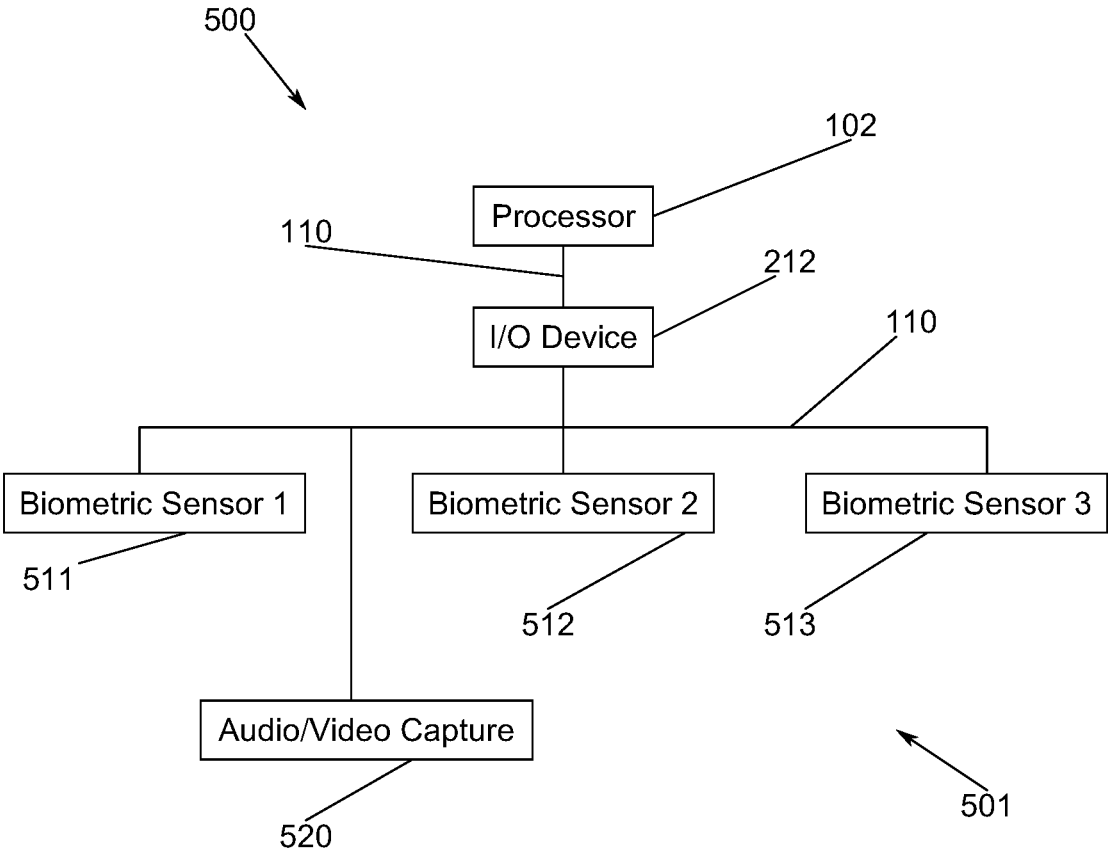 500
102
Processor
110
212
I/O Device
110
Biometric Sensor 1
Biometric Sensor 2
Biometric Sensor 3
511
512
513
Audio/Video Capture
501
520